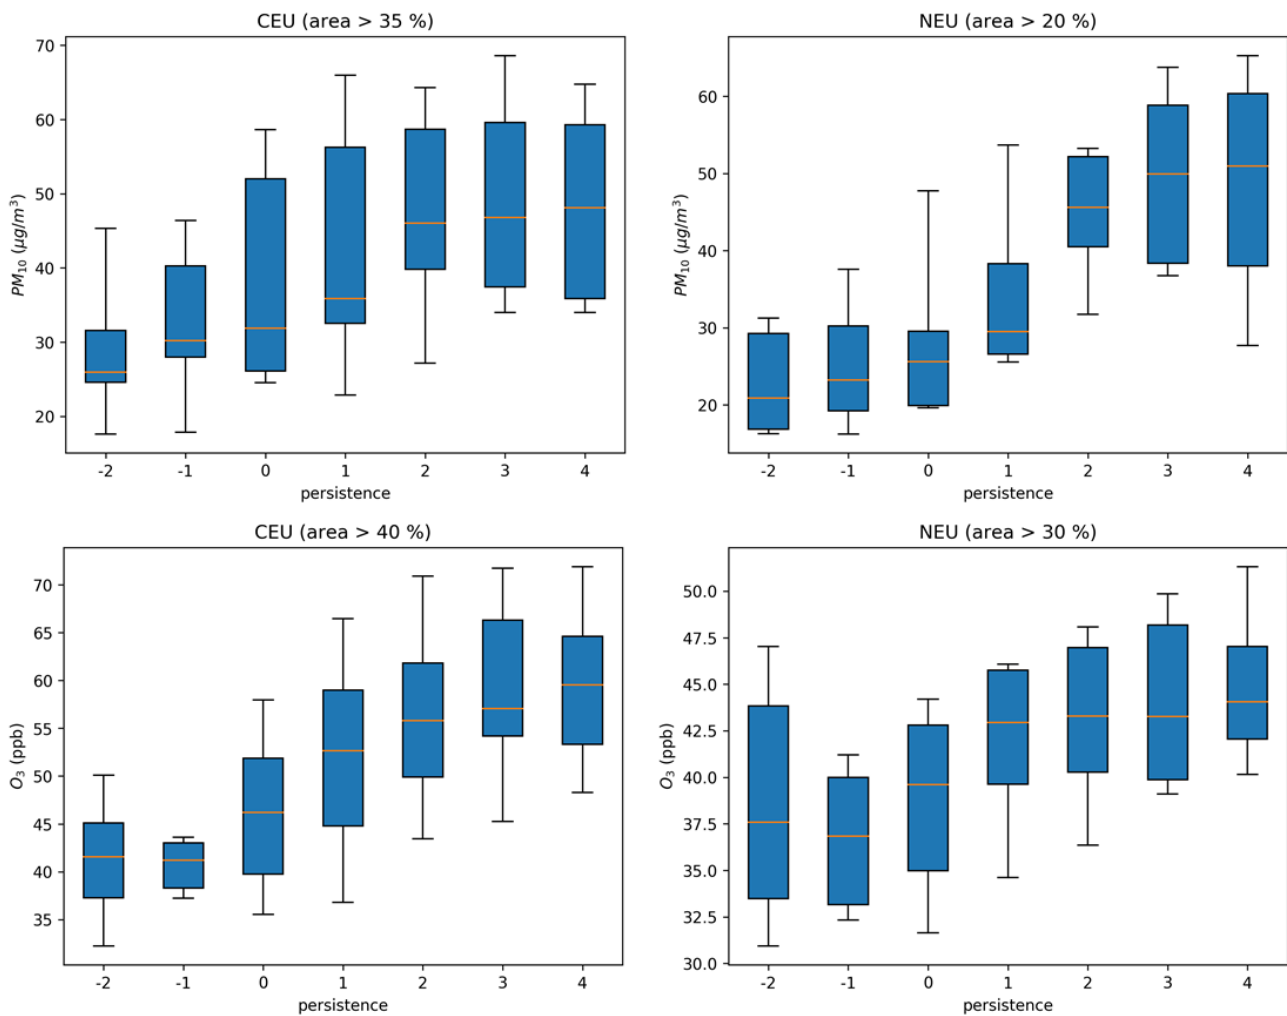 CEU (area > 35 %)
70
60
50
40
30
20
PM10 (μg/m3)
-2 -1 0 1 2 3 4
persistence
NEU (area > 20 %)
60
50
40
30
20
PM10 (μg/m3)
-2 -1 0 1 2 3 4
persistence
CEU (area > 40 %)
70
65
60
55
50
45
40
35
O3 (ppb)
-2 -1 0 1 2 3 4
persistence
NEU (area > 30 %)
50.0
47.5
45.0
42.5
40.0
37.5
35.0
32.5
30.0
O3 (ppb)
-2 -1 0 1 2 3 4
persistence